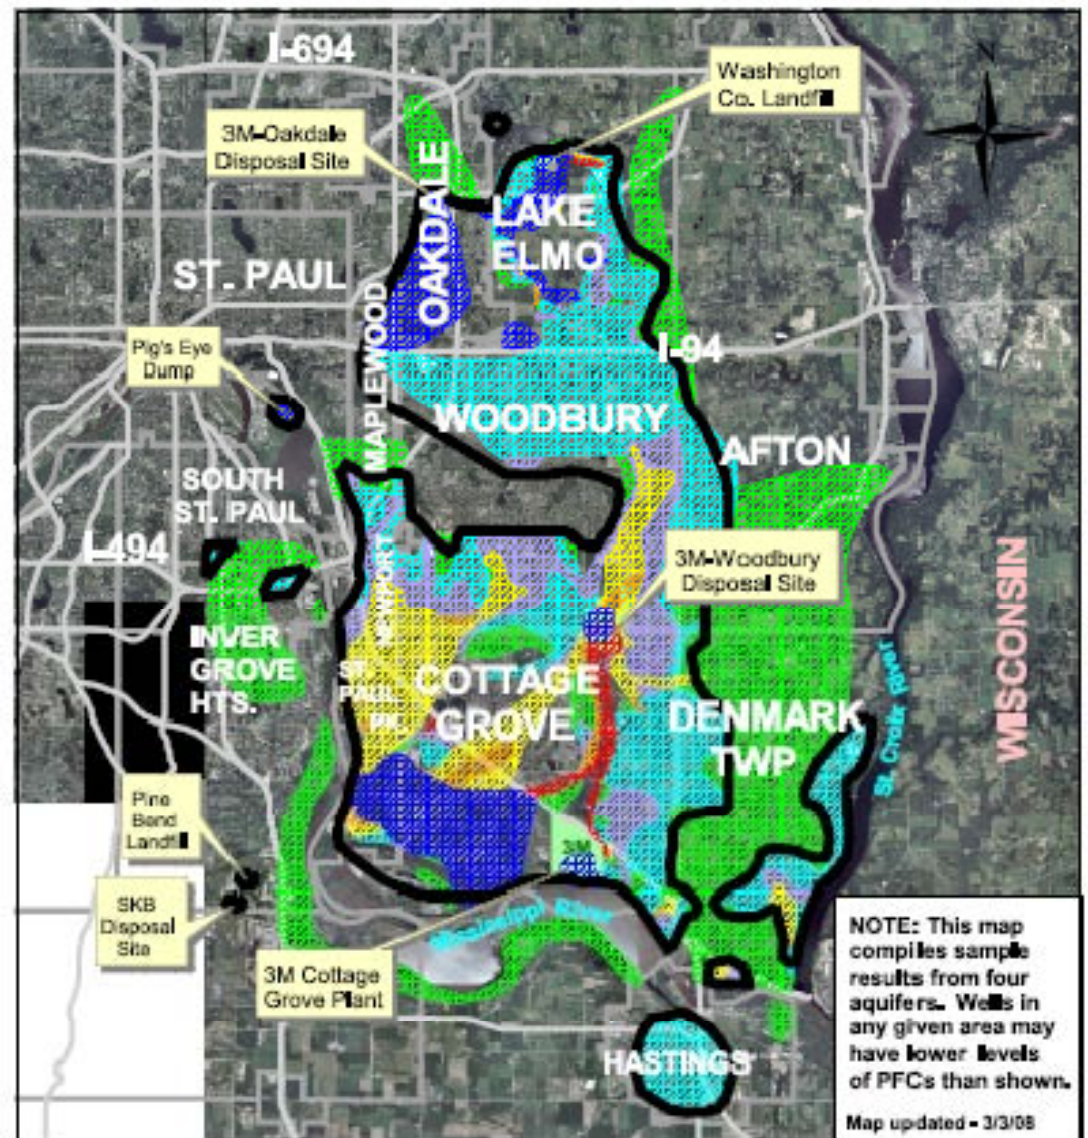 N
I-694
Washington
Co. Landfill
3M-Oakdale
Disposal Site
OAKDALE
LAKE
ELMO
ST. PAUL
MAPLEWOOD
Pig's Eye
Dump
I-94
WOODBURY
AFTON
SOUTH
ST. PAUL
I-494
NEWPORT
3M-Woodbury
Disposal Site
WISCONSIN
INVER
GROVE
HTS.
ST.
PAUL
PK.
COTTAGE
GROVE
DENMARK
TWP
St. Croix River
Pine
Bend
Landfill
3M
SKB
Disposal
Site
Mississippi River
3M Cottage
Grove Plant
HASTINGS
NOTE: This map
compiles sample
results from four
aquifers. Wells in
any given area may
have lower levels
of PFCs than shown.
Map updated - 3/3/08